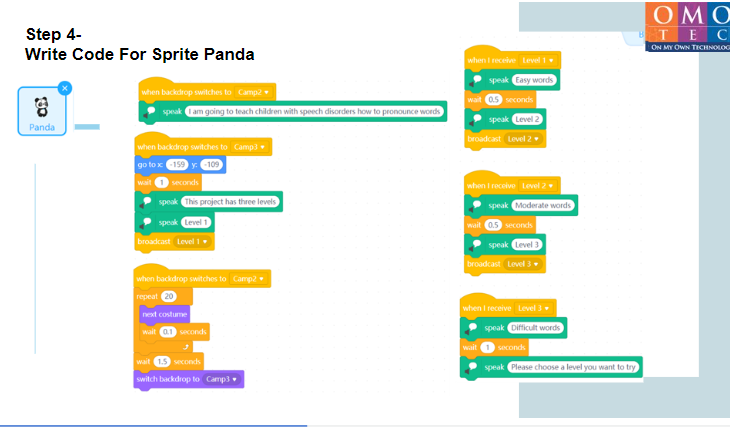 Step 4-
Write Code For Sprite Panda
OMO
TEC
ON MY OWN TECHNOLOG
Panda
when backdrop switches to Camp2
speak I am going to teach children with speech disorders how to pronounce words
when backdrop switches to Camp3
go to x: -159 y: -109
wait 1 seconds
speak This project has three levels
speak Level 1
broadcast Level 1
when backdrop switches to Camp2
repeat 20
next costume
wait 0.1 seconds
wait 1.5 seconds
switch backdrop to Camp3
when I receive Level 1
speak Easy words
wait 0.5 seconds
speak Level 2
broadcast Level 2
when I receive Level 2
speak Moderate words
wait 0.5 seconds
speak Level 3
broadcast Level 3
when I receive Level 3
speak Difficult words
wait 1 seconds
speak Please choose a level you want to try